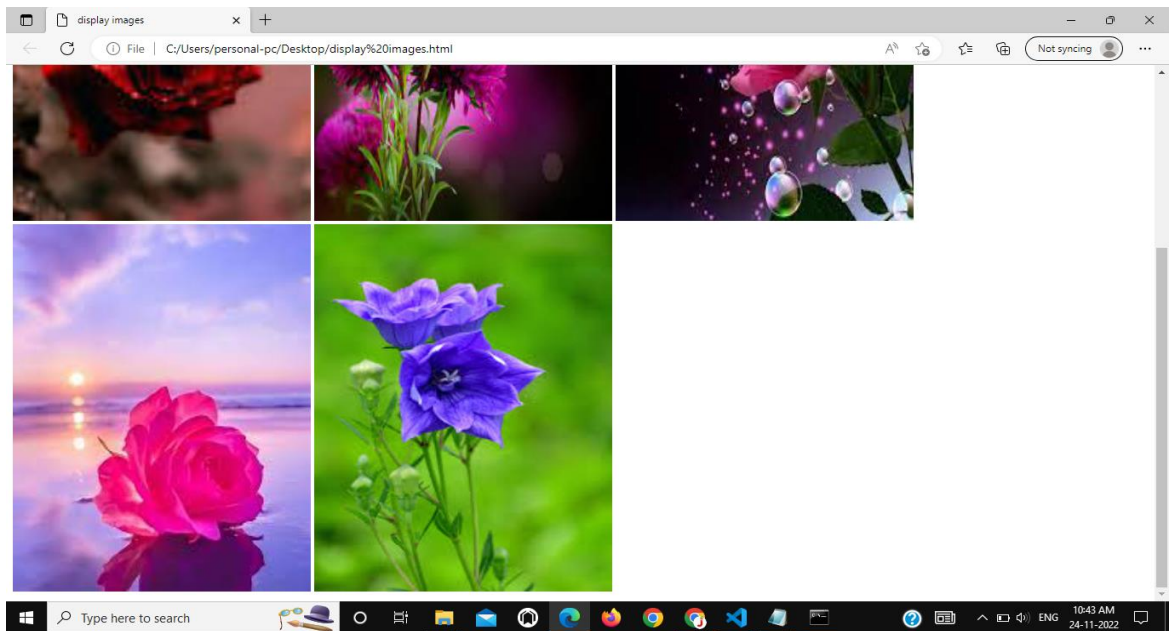 display images
File | C:/Users/personal-pc/Desktop/display%20images.html
Not syncing
Type here to search
ENG
10:43 AM
24-11-2022